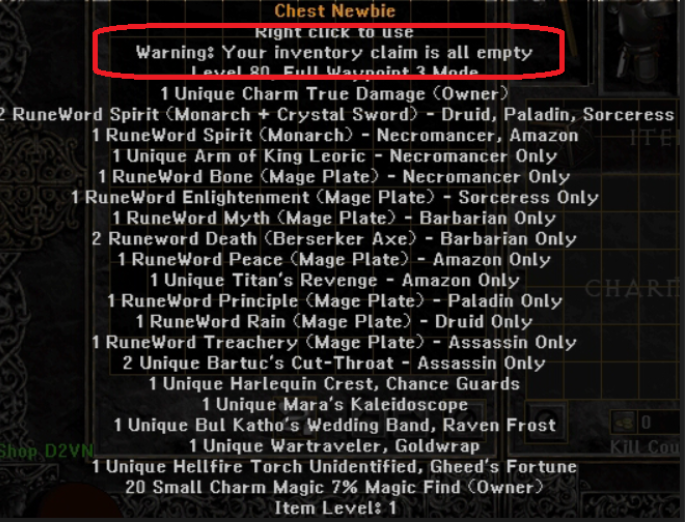 Chest Newbie
Right click to use
Warning: Your inventory claim is all empty
Level 80, Full Waypoint 3 Mode
1 Unique Charm True Damage (Owner)
2 RuneWord Spirit (Monarch + Crystal Sword) - Druid, Paladin, Sorceress
1 RuneWord Spirit (Monarch) - Necromancer, Amazon
1 Unique Arm of King Leoric - Necromancer Only
1 RuneWord Bone (Mage Plate) - Necromancer Only
1 RuneWord Enlightenment (Mage Plate) - Sorceress Only
1 RuneWord Myth (Mage Plate) - Barbarian Only
2 Runeword Death (Berserker Axe) - Barbarian Only
1 RuneWord Peace (Mage Plate) - Amazon Only
1 Unique Titan's Revenge - Amazon Only
1 RuneWord Principle (Mage Plate) - Paladin Only
1 RuneWord Rain (Mage Plate) - Druid Only
1 RuneWord Treachery (Mage Plate) - Assassin Only
2 Unique Bartuc's Cut-Throat - Assassin Only
1 Unique Harlequin Crest, Chance Guards
1 Unique Mara's Kaleidoscope
1 Unique Bul Katho's Wedding Band, Raven Frost
1 Unique Wartraveler, Goldwrap
1 Unique Hellfire Torch Unidentified, Gheed's Fortune
20 Small Charm Magic 7% Magic Find (Owner)
Item Level: 1
ITE
CHARM
0
Kill Cou
Shop D2VN